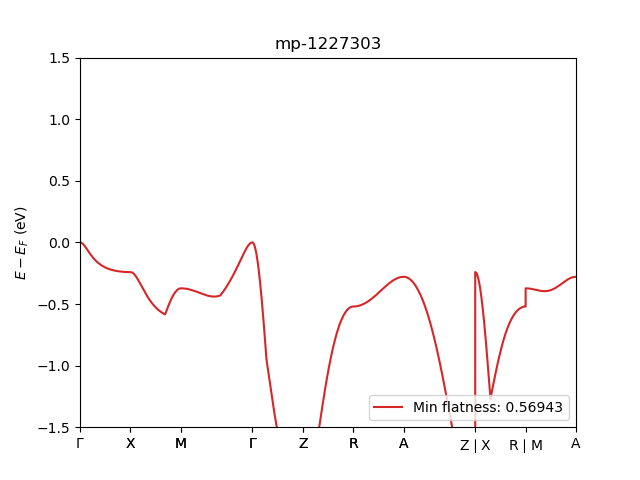 mp-1227303
E − E_F (eV)
1.5
1.0
0.5
0.0
−0.5
−1.0
−1.5
Min flatness: 0.56943
Γ X M Γ Z R A Z | X R | M A